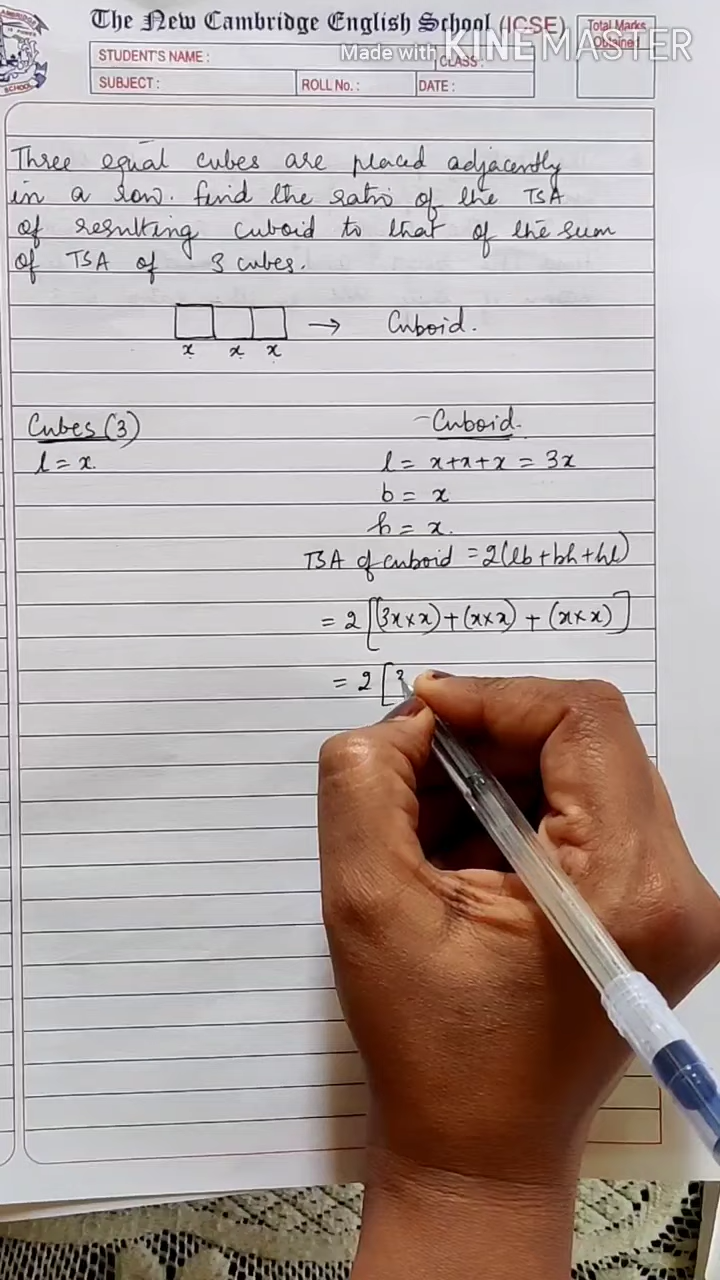 The New Cambridge English School (ICSE)
Total Marks
Obtained
Made with KINEMASTER
STUDENT'S NAME :
CLASS :
SUBJECT :
ROLL No. :
DATE :
SCHOOL
Three equal cubes are placed adjacently
in a row. find the ratio of the TSA
of resulting cuboid to that of the sum
of TSA of 3 cubes.
→ Cuboid.
x x x
Cubes (3)
Cuboid.
l = x.
l = x+x+x = 3x
b = x
h = x.
TSA of cuboid = 2(lb+bh+hl)
= 2[(3x×x)+(x×x)+(x×x)]
= 2[3